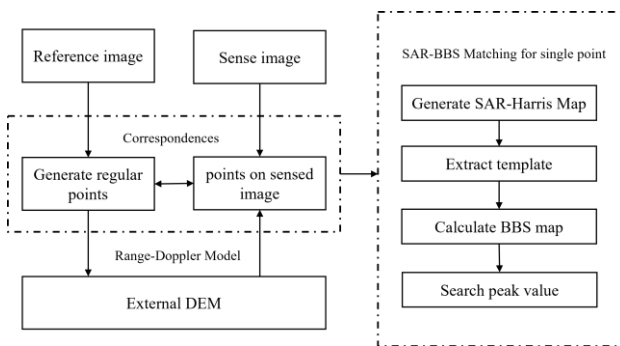 Reference image
Sense image
Correspondences
Generate regular
points
points on sensed
image
Range-Doppler Model
External DEM
SAR-BBS Matching for single point
Generate SAR-Harris Map
Extract template
Calculate BBS map
Search peak value